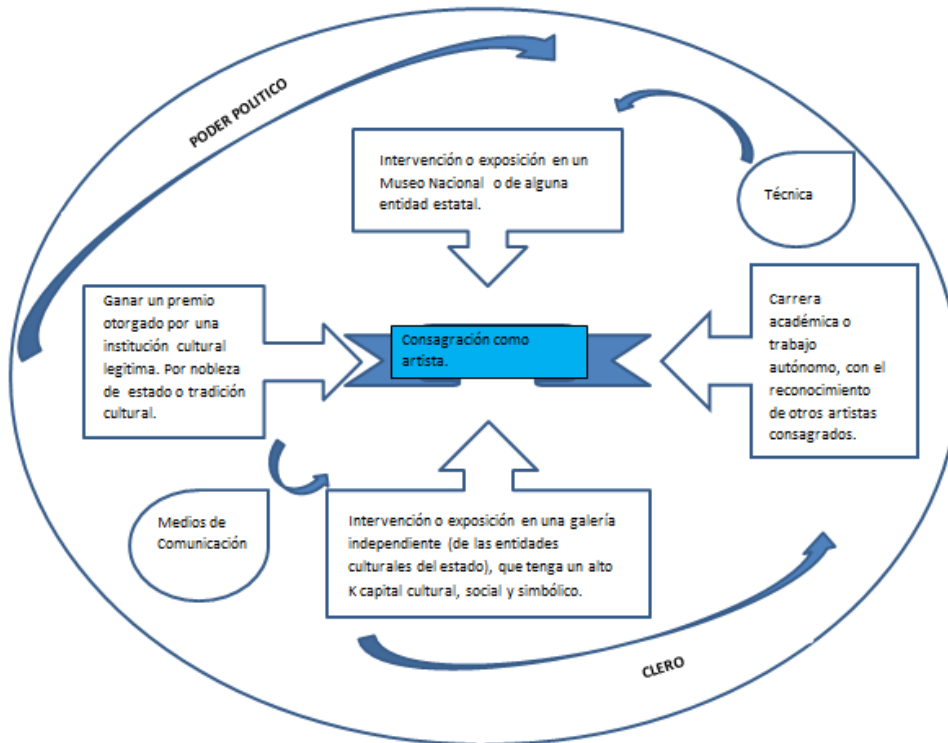 PODER POLITICO
Intervención o exposición en un
Museo Nacional o de alguna
entidad estatal.
Técnica
Ganar un premio
otorgado por una
institución cultural
legitima. Por nobleza
de estado o tradición
cultural.
Consagración como
artista.
Carrera
académica o
trabajo
autónomo, con el
reconocimiento
de otros artistas
consagrados.
Medios de
Comunicación
Intervención o exposición en una galería
independiente (de las entidades
culturales del estado), que tenga un alto
K capital cultural, social y simbólico.
CLERO